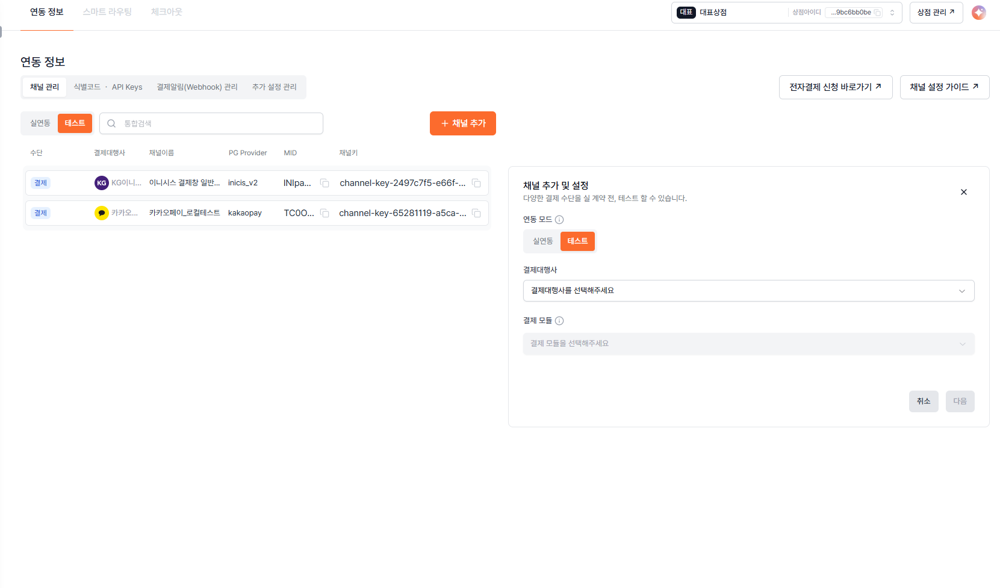 연동 정보 스마트 라우팅 체크아웃 대표 대표상점 상점아이디 ...9bc6bb0be 상점 관리
연동 정보
채널 관리 식별코드 · API Keys 결제알림(Webhook) 관리 추가 설정 관리 전자결제 신청 바로가기 채널 설정 가이드
실연동 테스트 통합검색 + 채널 추가
수단 결제대행사 채널이름 PG Provider MID 채널키
결제 KG KG이니... 이니시스 결제창 일반... inicis_v2 INIpa... channel-key-2497c7f5-e66f-...
결제 카카오... 카카오페이_로컬테스트 kakaopay TC0O... channel-key-65281119-a5ca-...
채널 추가 및 설정
다양한 결제 수단을 실 계약 전, 테스트 할 수 있습니다.
연동 모드
실연동 테스트
결제대행사
결제대행사를 선택해주세요
결제 모듈
결제 모듈을 선택해주세요
취소 다음